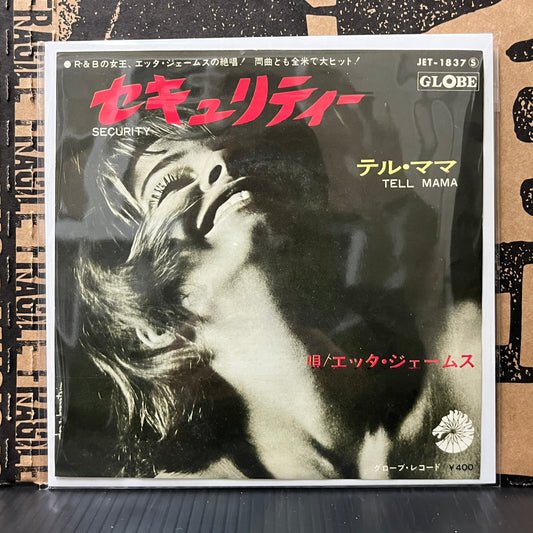 ●R&Bの女王、エッタ・ジェームスの絶唱! 両曲とも全米で大ヒット!
JET-1837 Ⓢ
GLOBE
セキュリティー
SECURITY
テル・ママ
TELL MAMA
唄/エッタ・ジェームス
グローブ・レコード ¥400
FRAGILE FRAGILE
FRAGILE FRAGILE